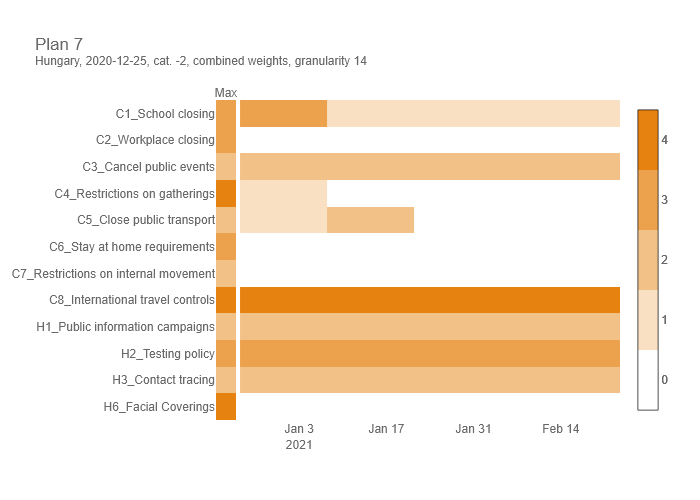 Plan 7
Hungary, 2020-12-25, cat. -2, combined weights, granularity 14
Max
C1_School closing
C2_Workplace closing
C3_Cancel public events
C4_Restrictions on gatherings
C5_Close public transport
C6_Stay at home requirements
C7_Restrictions on internal movement
C8_International travel controls
H1_Public information campaigns
H2_Testing policy
H3_Contact tracing
H6_Facial Coverings
4
3
2
1
0
Jan 3 Jan 17 Jan 31 Feb 14
2021